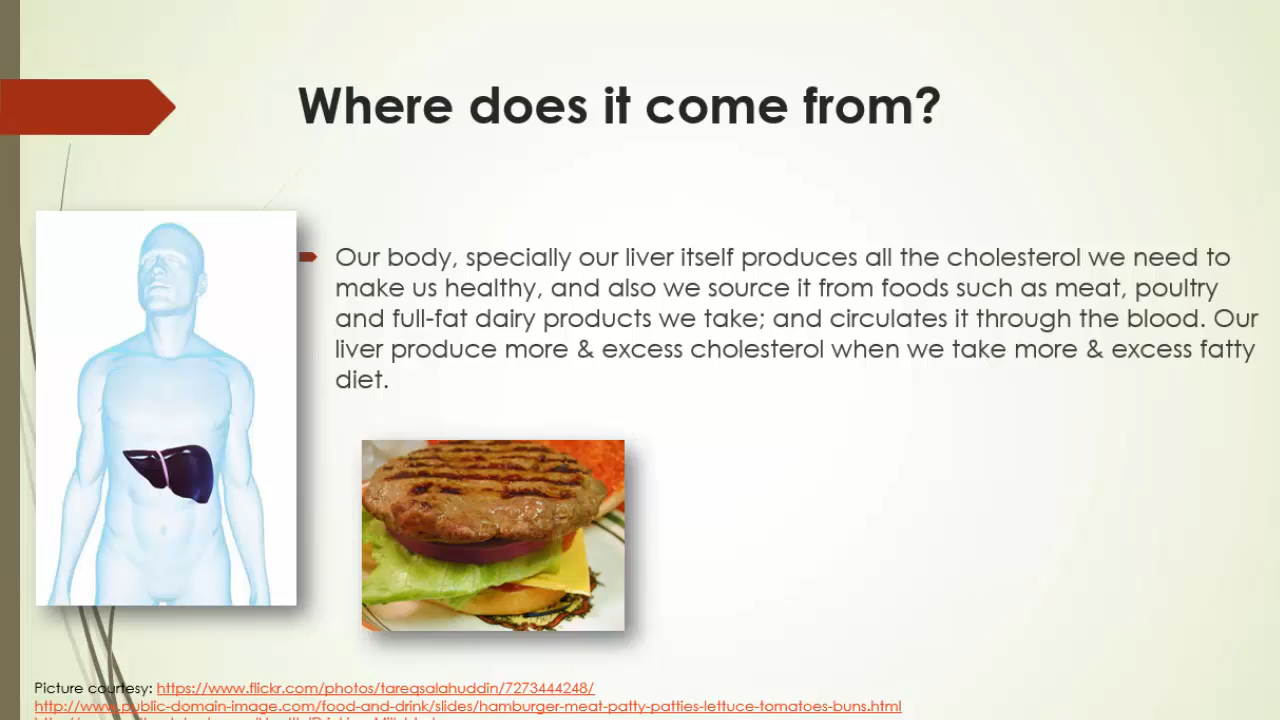 Where does it come from?
Our body, specially our liver itself produces all the cholesterol we need to
make us healthy, and also we source it from foods such as meat, poultry
and full-fat dairy products we take; and circulates it through the blood. Our
liver produce more & excess cholesterol when we take more & excess fatty
diet.
Picture courtesy: https://www.flickr.com/photos/tareqsalahuddin/7273444248/
http://www.public-domain-image.com/food-and-drink/slides/hamburger-meat-patty-patties-lettuce-tomatoes-buns.html